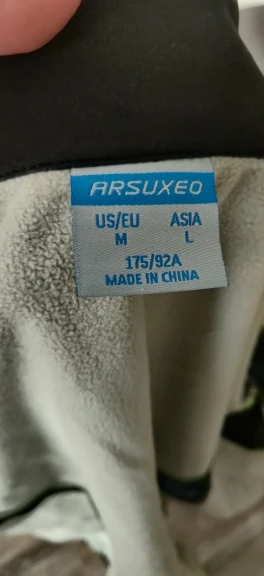 ARSUXEO
US/EU ASIA
M L
175/92A
MADE IN CHINA